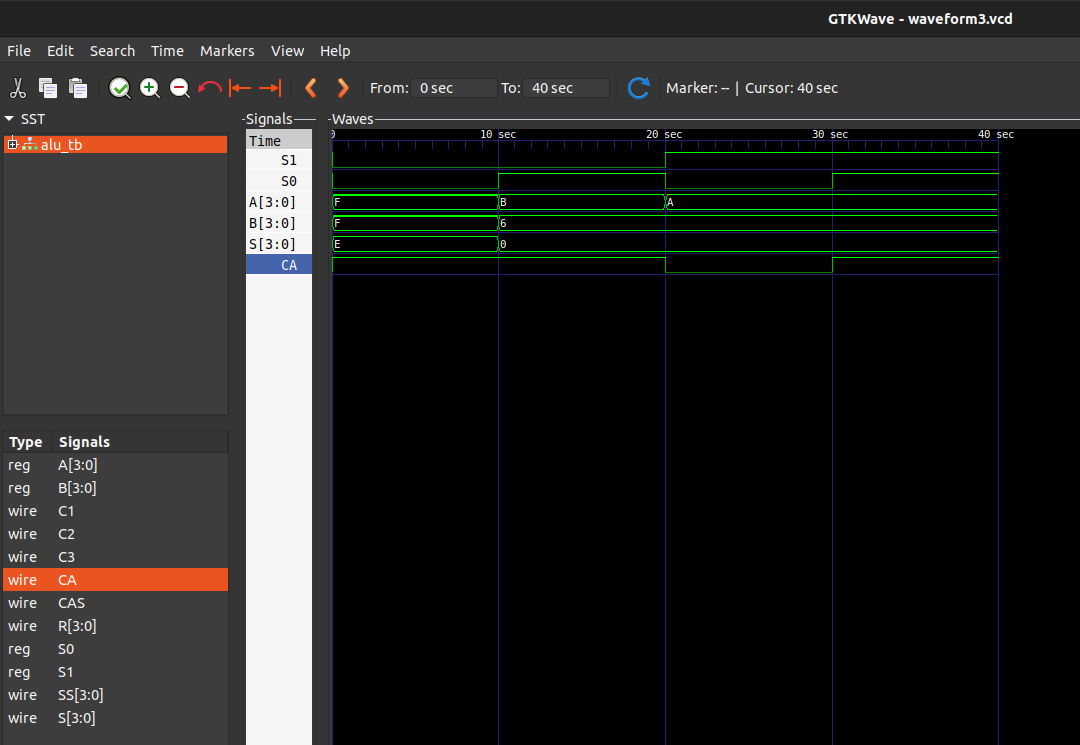 GTKWave - waveform3.vcd
File Edit Search Time Markers View Help
From: 0 sec To: 40 sec Marker: -- | Cursor: 40 sec
SST
alu_tb
Type Signals
reg A[3:0]
reg B[3:0]
wire C1
wire C2
wire C3
wire CA
wire CAS
wire R[3:0]
reg S0
reg S1
wire SS[3:0]
wire S[3:0]
Signals
Time
S1
S0
A[3:0]
B[3:0]
S[3:0]
CA
Waves
0 10 sec 20 sec 30 sec 40 sec
F B A
F 6
E 0